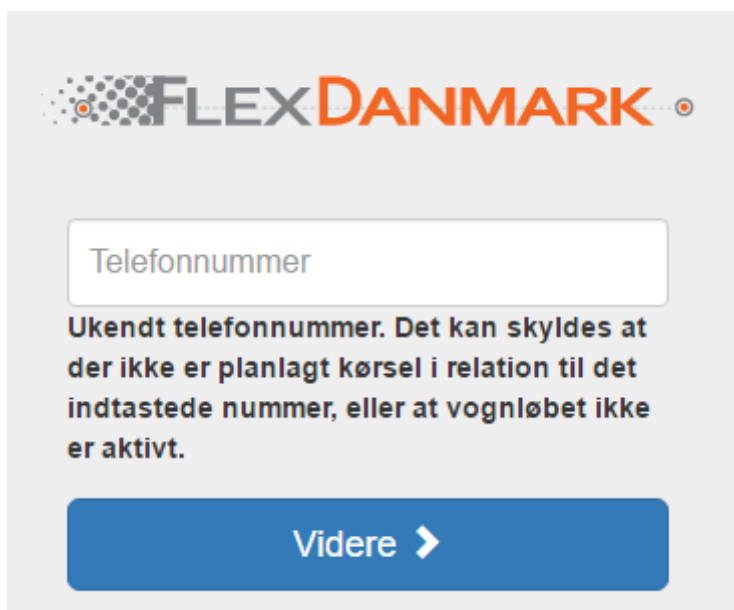 FLEXDANMARK
Telefonnummer
Ukendt telefonnummer. Det kan skyldes at
der ikke er planlagt kørsel i relation til det
indtastede nummer, eller at vognløbet ikke
er aktivt.
Videre